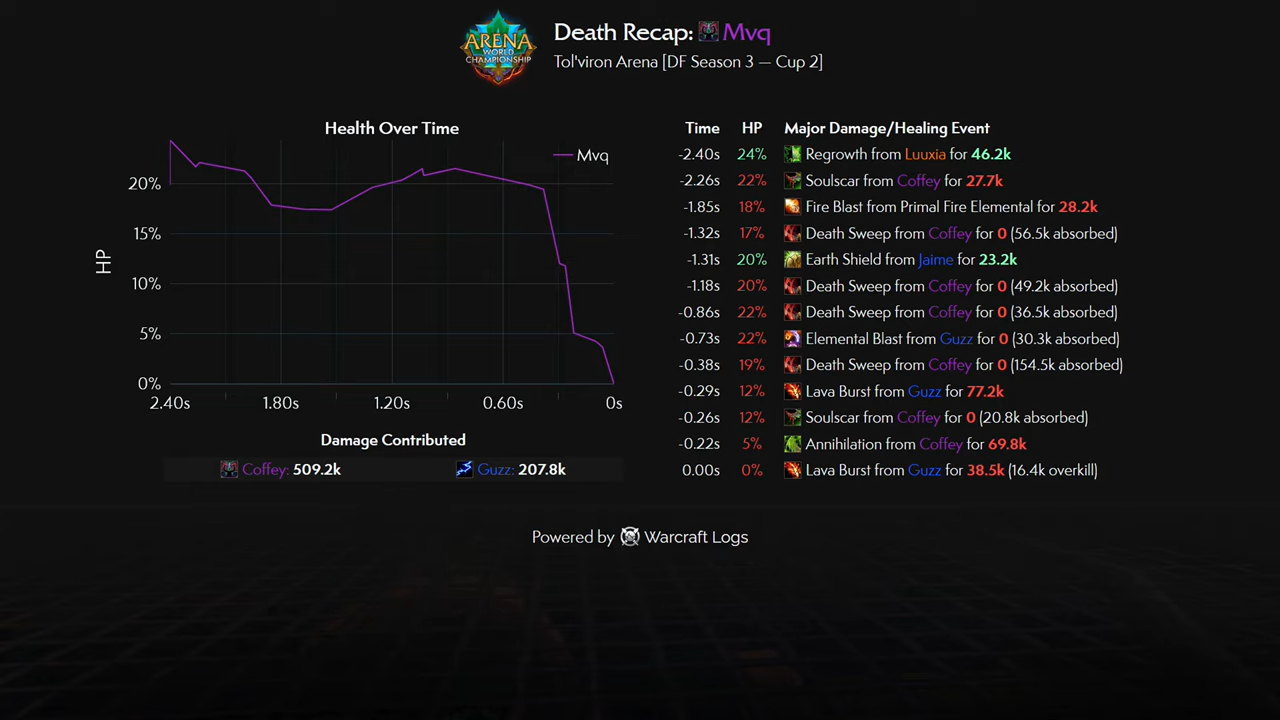 ARENA
WORLD
CHAMPIONSHIP
Death Recap: Mvq
Tol'viron Arena [DF Season 3 — Cup 2]
Health Over Time
Mvq
HP
20%
15%
10%
5%
0%
2.40s 1.80s 1.20s 0.60s 0s
Damage Contributed
Coffey: 509.2k Guzz: 207.8k
Time HP Major Damage/Healing Event
-2.40s 24% Regrowth from Luuxia for 46.2k
-2.26s 22% Soulscar from Coffey for 27.7k
-1.85s 18% Fire Blast from Primal Fire Elemental for 28.2k
-1.32s 17% Death Sweep from Coffey for 0 (56.5k absorbed)
-1.31s 20% Earth Shield from Jaime for 23.2k
-1.18s 20% Death Sweep from Coffey for 0 (49.2k absorbed)
-0.86s 22% Death Sweep from Coffey for 0 (36.5k absorbed)
-0.73s 22% Elemental Blast from Guzz for 0 (30.3k absorbed)
-0.38s 19% Death Sweep from Coffey for 0 (154.5k absorbed)
-0.29s 12% Lava Burst from Guzz for 77.2k
-0.26s 12% Soulscar from Coffey for 0 (20.8k absorbed)
-0.22s 5% Annihilation from Coffey for 69.8k
0.00s 0% Lava Burst from Guzz for 38.5k (16.4k overkill)
Powered by Warcraft Logs